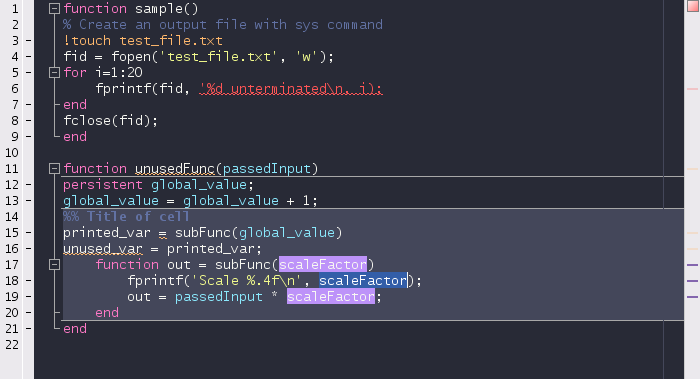 1 function sample()
2 % Create an output file with sys command
3 !touch test_file.txt
4 fid = fopen('test_file.txt', 'w');
5 for i=1:20
6 fprintf(fid, '%d unterminated\n, i);
7 end
8 fclose(fid);
9 end
10
11 function unusedFunc(passedInput)
12 persistent global_value;
13 global_value = global_value + 1;
14 %% Title of cell
15 printed_var = subFunc(global_value)
16 unused_var = printed_var;
17 function out = subFunc(scaleFactor)
18 fprintf('Scale %.4f\n', scaleFactor);
19 out = passedInput * scaleFactor;
20 end
21 end
22